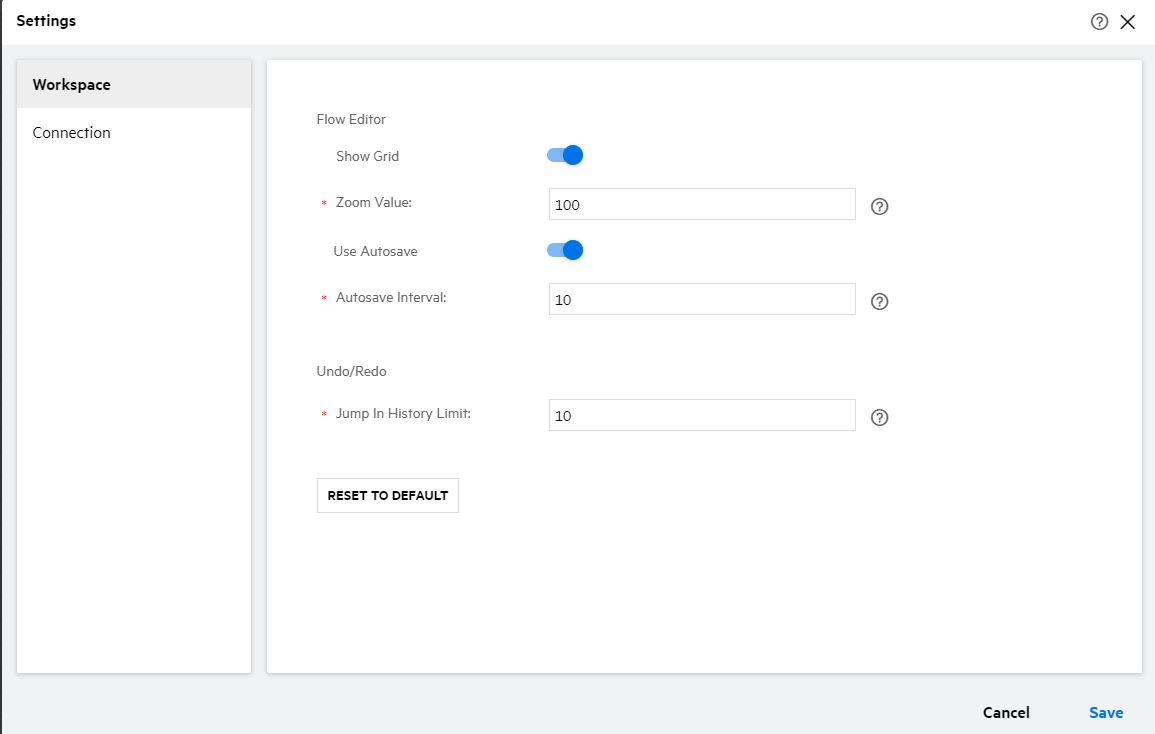 Settings
Workspace
Connection
Flow Editor
Show Grid
* Zoom Value:
100
Use Autosave
* Autosave Interval:
10
Undo/Redo
* Jump In History Limit:
10
RESET TO DEFAULT
Cancel
Save